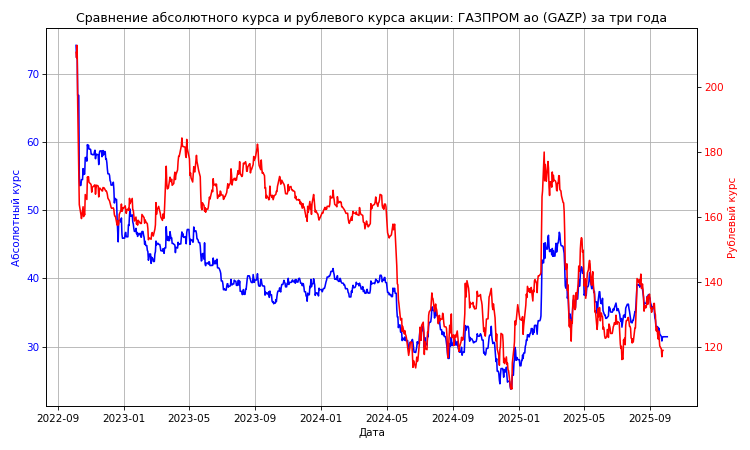 Сравнение абсолютного курса и рублевого курса акции: ГАЗПРОМ ао (GAZP) за три года
Абсолютный курс
70
60
50
40
30
200
180
160
140
120
Рублевый курс
2022-09 2023-01 2023-05 2023-09 2024-01 2024-05 2024-09 2025-01 2025-05 2025-09
Дата